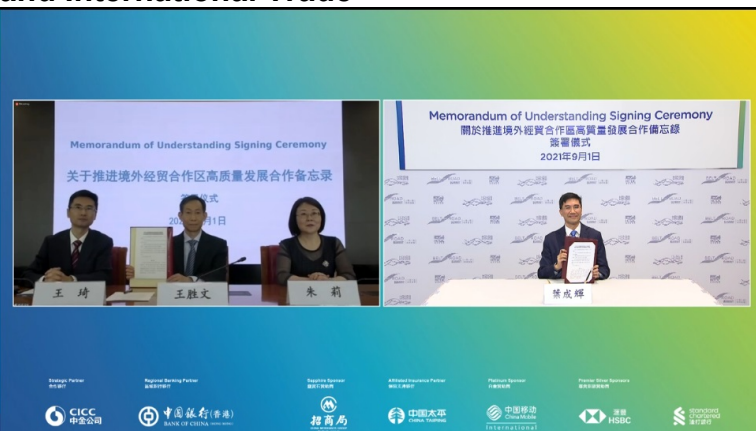 and International Trade
Memorandum of Understanding Signing Ceremony
关于推进境外经贸合作区高质量发展合作备忘录
王琦
王胜文
朱莉
Memorandum of Understanding Signing Ceremony
關於推進境外經貿合作區高質量發展合作備忘錄
簽署儀式
2021年9月1日
葉成輝
Strategic Partner
Regional Banking Partner
Sapphire Sponsor
Affiliated Insurance Partner
Platinum Sponsor
Premier Silver Sponsors
CICC
中金公司
中國銀行(香港)
BANK OF CHINA (HONG KONG)
招商局
中国太平
CHINA TAIPING
中国移动
China Mobile
International
滙豐
HSBC
standard
chartered
渣打銀行